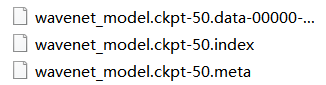 wavenet_model.ckpt-50.data-00000-...
wavenet_model.ckpt-50.index
wavenet_model.ckpt-50.meta